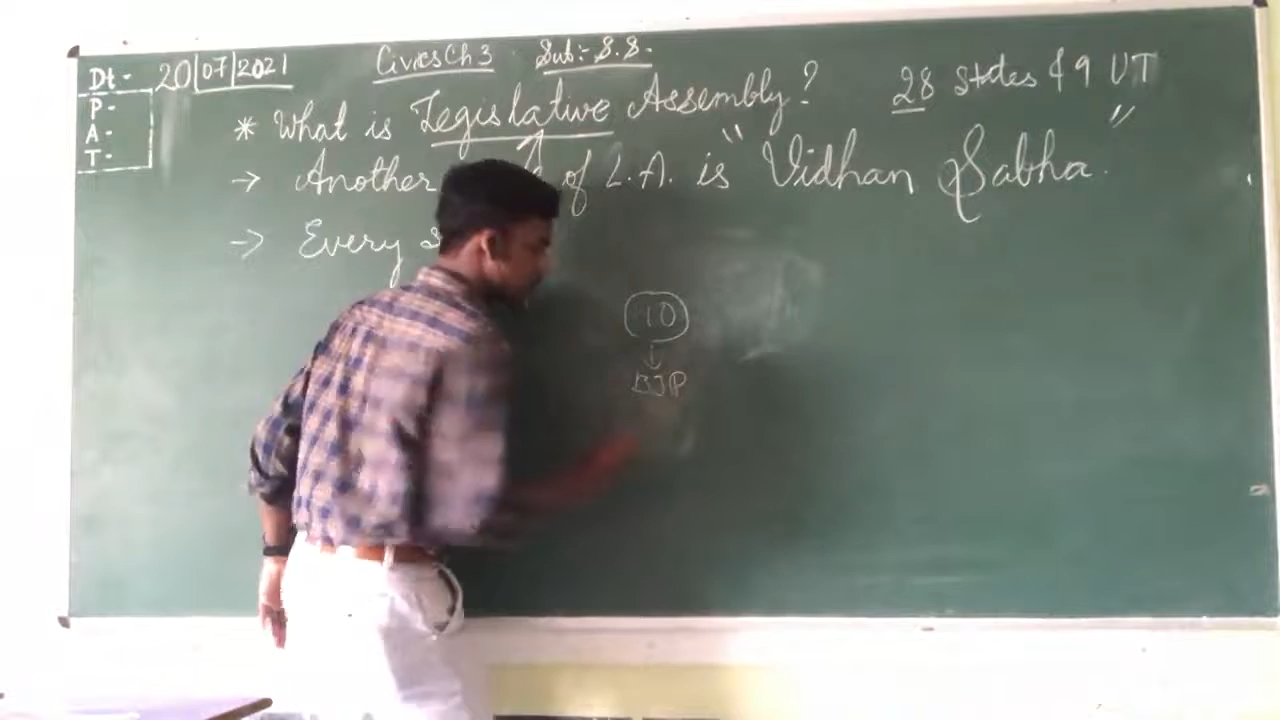 Dt- 20/07/2021 Civics Ch 3 Sub:- S.S.
P-
A-
T-
* What is Legislative Assembly? 28 States & 9 UT
→ Another of L.A. is "Vidhan Sabha."
→ Every
10
↓
BJP